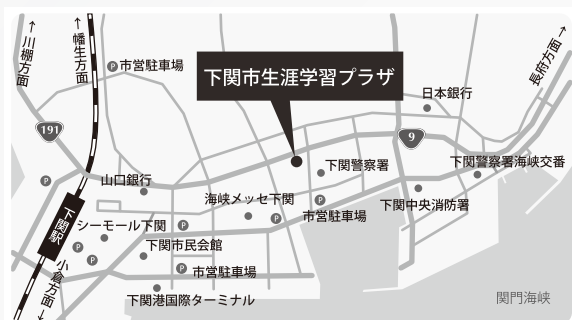 ↑川棚方面
↑幡生方面
P 市営駐車場
下関市生涯学習プラザ
長府方面→
日本銀行
191
9
P
山口銀行
下関警察署
下関警察署海峡交番
海峡メッセ下関
P
市営駐車場
P
下関中央消防署
下関駅
シーモール下関
P
下関市民会館
P
P
P 市営駐車場
小倉方面→
下関港国際ターミナル
関門海峡